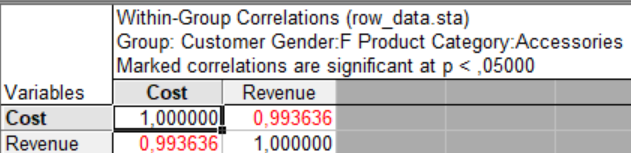 Within-Group Correlations (row_data.sta)
Group: Customer Gender:F Product Category:Accessories
Marked correlations are significant at p < ,05000
Variables Cost Revenue
Cost 1,000000 0,993636
Revenue 0,993636 1,000000